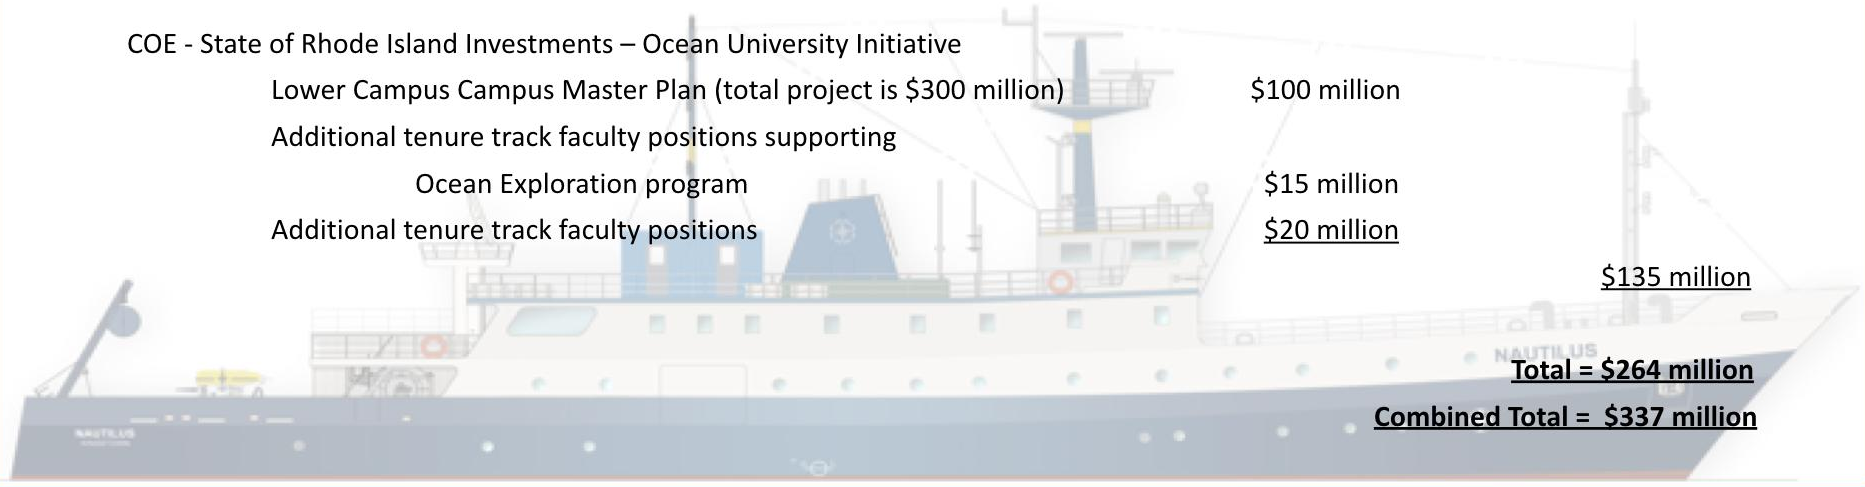 COE - State of Rhode Island Investments – Ocean University Initiative
Lower Campus Campus Master Plan (total project is $300 million) $100 million
Additional tenure track faculty positions supporting
Ocean Exploration program $15 million
Additional tenure track faculty positions $20 million
$135 million
NAUTILUS
Total = $264 million
Combined Total = $337 million
NAUTILUS